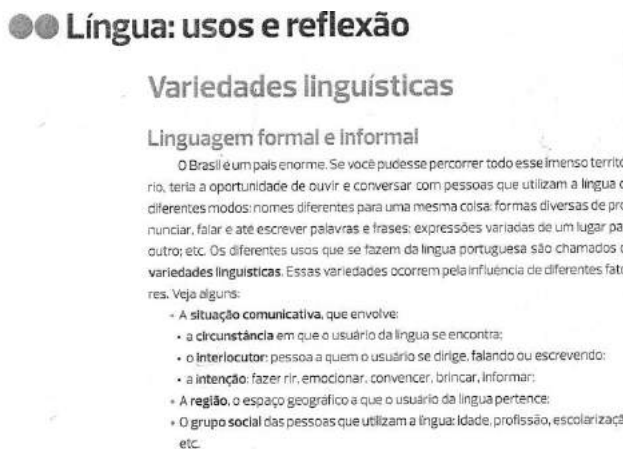 Língua: usos e reflexão
Variedades linguísticas
Linguagem formal e informal
O Brasil é um país enorme. Se você pudesse percorrer todo esse imenso territó
rio, teria a oportunidade de ouvir e conversar com pessoas que utilizam a língua d
diferentes modos: nomes diferentes para uma mesma coisa: formas diversas de pro
nunciar, falar e até escrever palavras e frases; expressões variadas de um lugar pa
outro; etc. Os diferentes usos que se fazem da língua portuguesa são chamados d
variedades linguísticas. Essas variedades ocorrem pela influência de diferentes fato
res. Veja alguns:
• A situação comunicativa, que envolve:
• a circunstância em que o usuário da língua se encontra;
• o interlocutor: pessoa a quem o usuário se dirige, falando ou escrevendo;
• a intenção: fazer rir, emocionar, convencer, brincar, informar;
• A região, o espaço geográfico a que o usuário da língua pertence;
• O grupo social das pessoas que utilizam a língua: idade, profissão, escolarizaçã
etc.